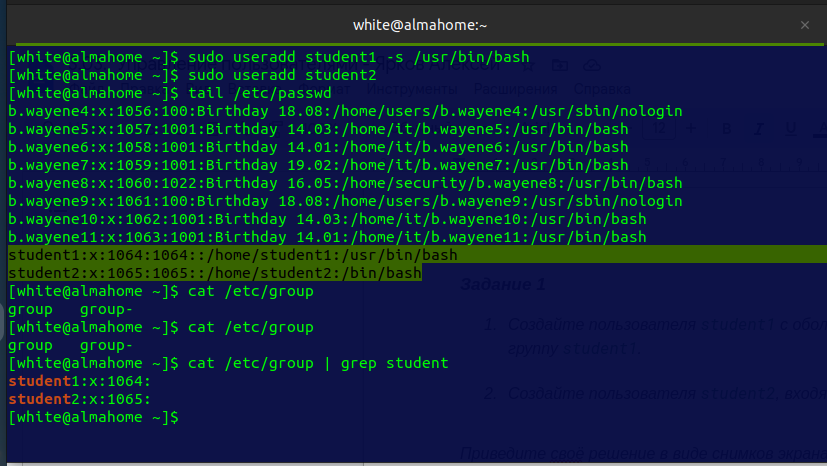 white@almahome:~
[white@almahome ~]$ sudo useradd student1 -s /usr/bin/bash
[white@almahome ~]$ sudo useradd student2
[white@almahome ~]$ tail /etc/passwd
Инструменты Расширения Справка
b.wayene4:x:1056:100:Birthday 18.08:/home/users/b.wayene4:/usr/sbin/nologin
b.wayene5:x:1057:1001:Birthday 14.03:/home/it/b.wayene5:/usr/bin/bash
b.wayene6:x:1058:1001:Birthday 14.01:/home/it/b.wayene6:/usr/bin/bash
b.wayene7:x:1059:1001:Birthday 19.02:/home/it/b.wayene7:/usr/bin/bash
b.wayene8:x:1060:1022:Birthday 16.05:/home/security/b.wayene8:/usr/bin/bash
b.wayene9:x:1061:100:Birthday 18.08:/home/users/b.wayene9:/usr/sbin/nologin
b.wayene10:x:1062:1001:Birthday 14.03:/home/it/b.wayene10:/usr/bin/bash
b.wayene11:x:1063:1001:Birthday 14.01:/home/it/b.wayene11:/usr/bin/bash
student1:x:1064:1064::/home/student1:/usr/bin/bash
student2:x:1065:1065::/home/student2:/bin/bash
[white@almahome ~]$ cat /etc/group
group   group-
[white@almahome ~]$ cat /etc/group
group   group-
[white@almahome ~]$ cat /etc/group | grep student
student1:x:1064:
student2:x:1065:
[white@almahome ~]$
Задание 1
1. Создайте пользователя student1 с
группу student1.
2. Создайте пользователя student2,
Приведите своё решение в виде снимков